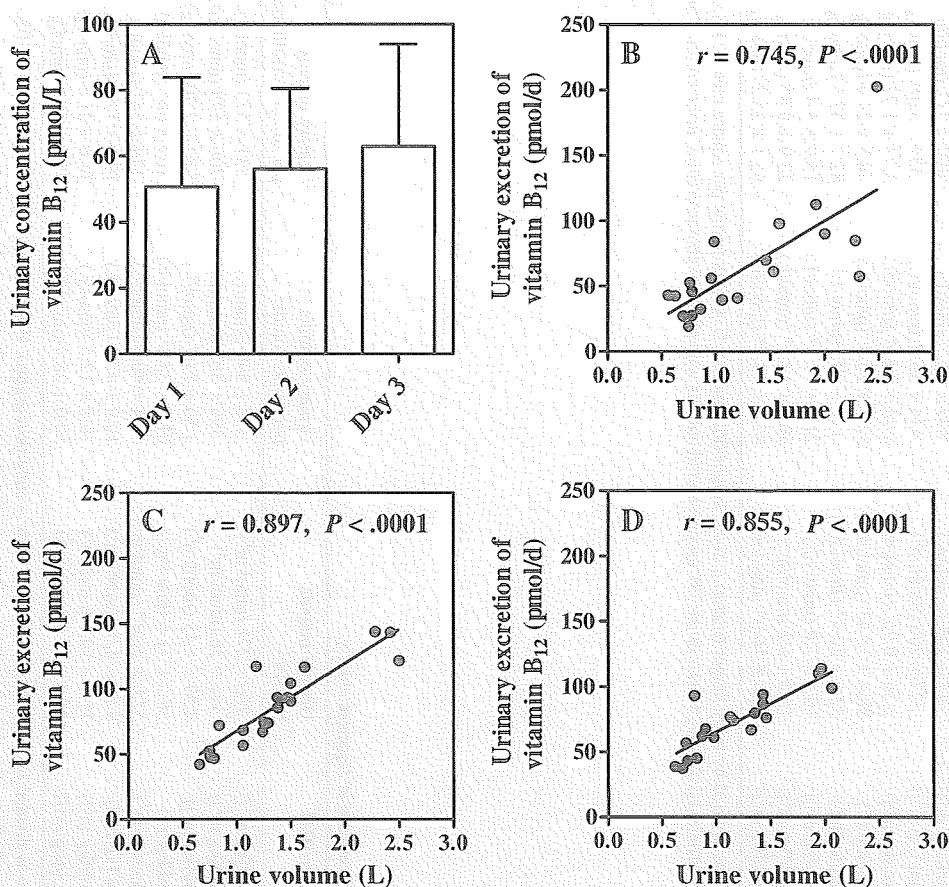 A
Urinary concentration of
vitamin B₁₂ (pmol/L)
100
80
60
40
20
0
Day 1
Day 2
Day 3
B
r = 0.745, P < .0001
Urinary excretion of
vitamin B₁₂ (pmol/d)
250
200
150
100
50
0
0.0 0.5 1.0 1.5 2.0 2.5 3.0
Urine volume (L)
C
r = 0.897, P < .0001
Urinary excretion of
vitamin B₁₂ (pmol/d)
250
200
150
100
50
0
0.0 0.5 1.0 1.5 2.0 2.5 3.0
Urine volume (L)
D
r = 0.855, P < .0001
Urinary excretion of
vitamin B₁₂ (pmol/d)
250
200
150
100
50
0
0.0 0.5 1.0 1.5 2.0 2.5 3.0
Urine volume (L)